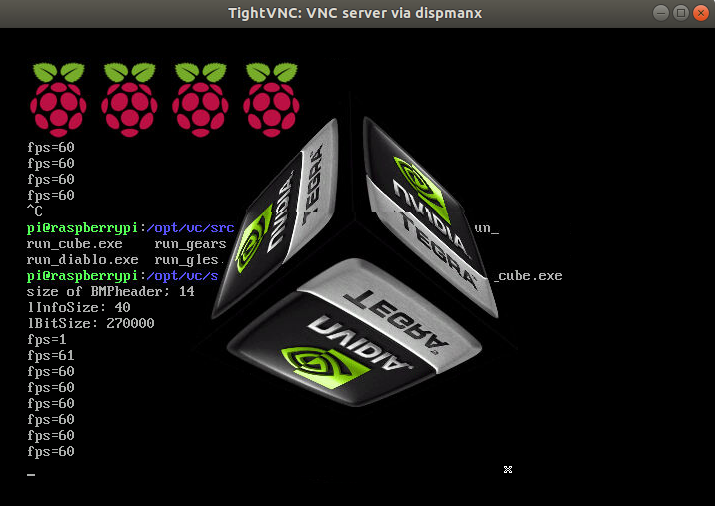 TightVNC: VNC server via dispmanx
fps=60
fps=60
fps=60
fps=60
^C
pi@raspberrypi:/opt/vc/src un_
run_cube.exe run_gears
run_diablo.exe run_gles
pi@raspberrypi:/opt/vc/s _cube.exe
size of BMPheader; 14
lInfoSize: 40
lBitSize: 270000
fps=1
fps=61
fps=60
fps=60
fps=60
fps=60
fps=60
fps=60
NVIDIA
TEGRA
NVIDIA
TEGRA
TEGRA
NVIDIA